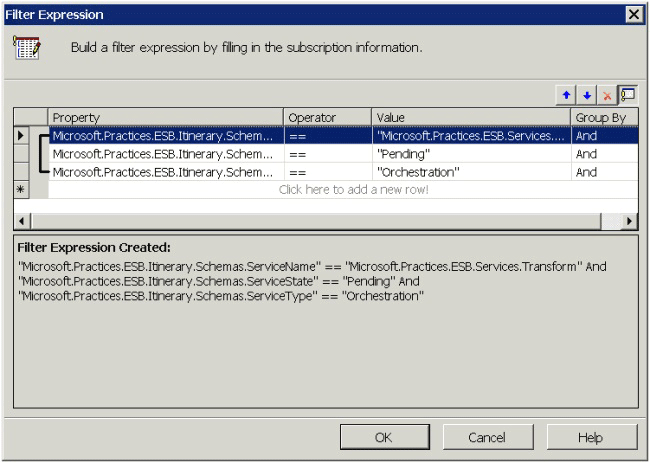 Filter Expression
Build a filter expression by filling in the subscription information.
Property Operator Value Group By
Microsoft.Practices.ESB.Itinerary.Schem... == "Microsoft.Practices.ESB.Services.... And
Microsoft.Practices.ESB.Itinerary.Schem... == "Pending" And
Microsoft.Practices.ESB.Itinerary.Schem... == "Orchestration" And
Click here to add a new row!
Filter Expression Created:
"Microsoft.Practices.ESB.Itinerary.Schemas.ServiceName" == "Microsoft.Practices.ESB.Services.Transform" And
"Microsoft.Practices.ESB.Itinerary.Schemas.ServiceState" == "Pending" And
"Microsoft.Practices.ESB.Itinerary.Schemas.ServiceType" == "Orchestration"
OK Cancel Help